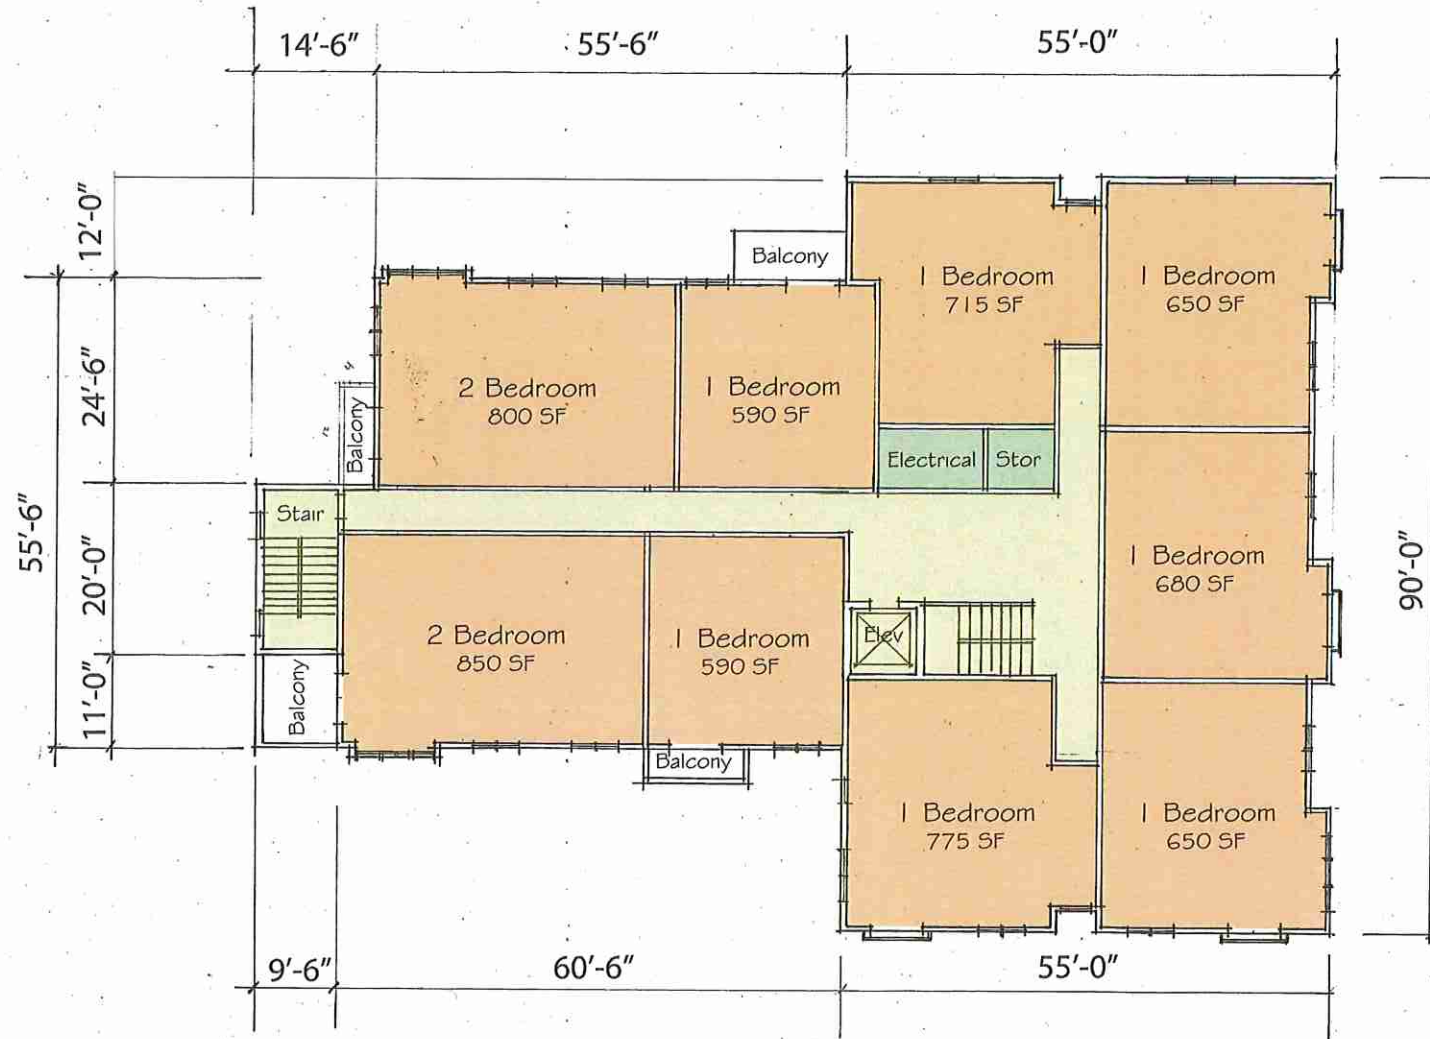 14'-6"
55'-6"
55'-0"
12'-0"
24'-6"
20'-0"
11'-0"
55'-6"
90'-0"
Balcony
1 Bedroom
715 SF
1 Bedroom
650 SF
2 Bedroom
800 SF
1 Bedroom
590 SF
Balcony
Electrical
Stor
Stair
1 Bedroom
680 SF
2 Bedroom
850 SF
1 Bedroom
590 SF
Elev
Balcony
Balcony
1 Bedroom
775 SF
1 Bedroom
650 SF
9'-6"
60'-6"
55'-0"